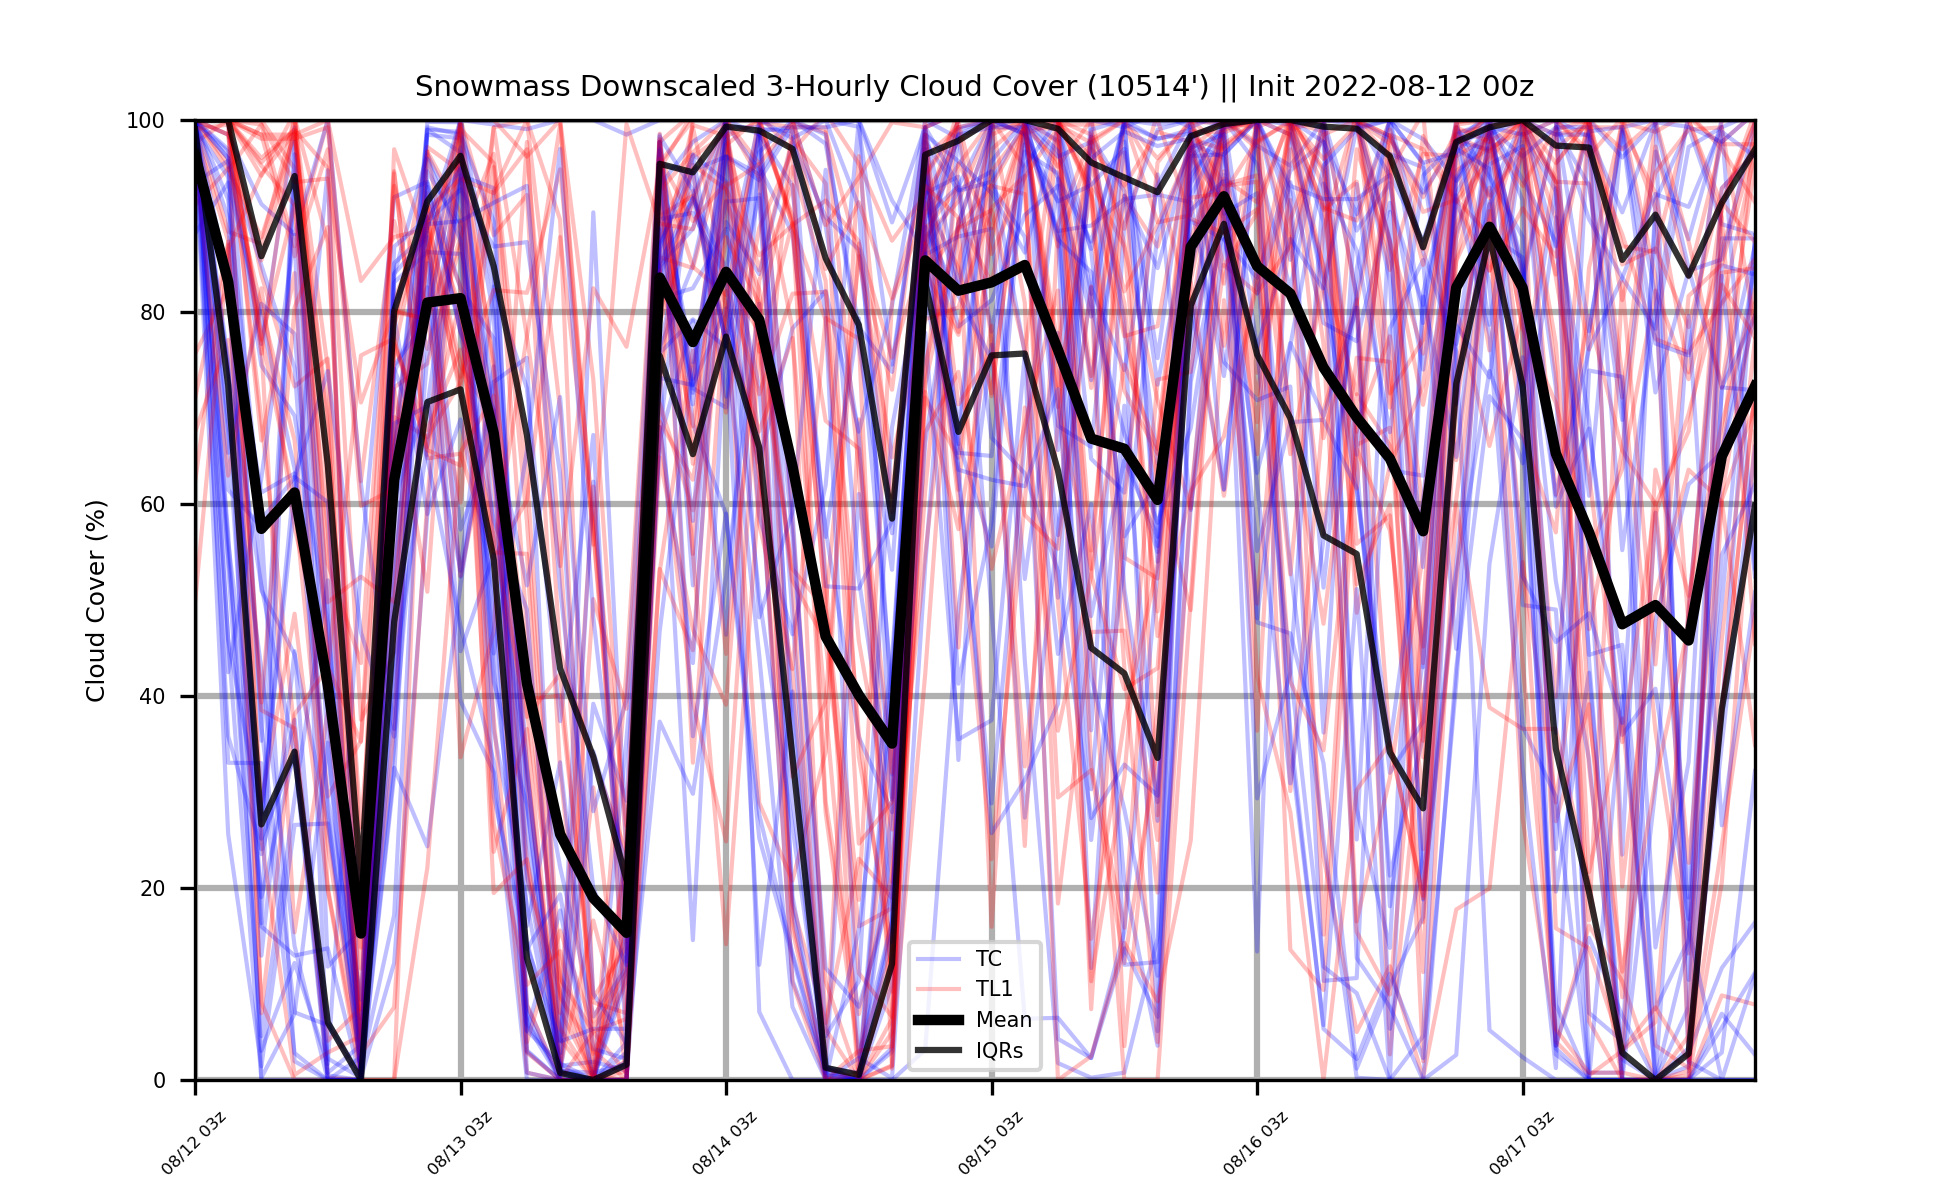 Snowmass Downscaled 3-Hourly Cloud Cover (10514') || Init 2022-08-12 00z
Cloud Cover (%)
100
80
60
40
20
0
TC
TL1
Mean
IQRs
08/12 03z
08/13 03z
08/14 03z
08/15 03z
08/16 03z
08/17 03z